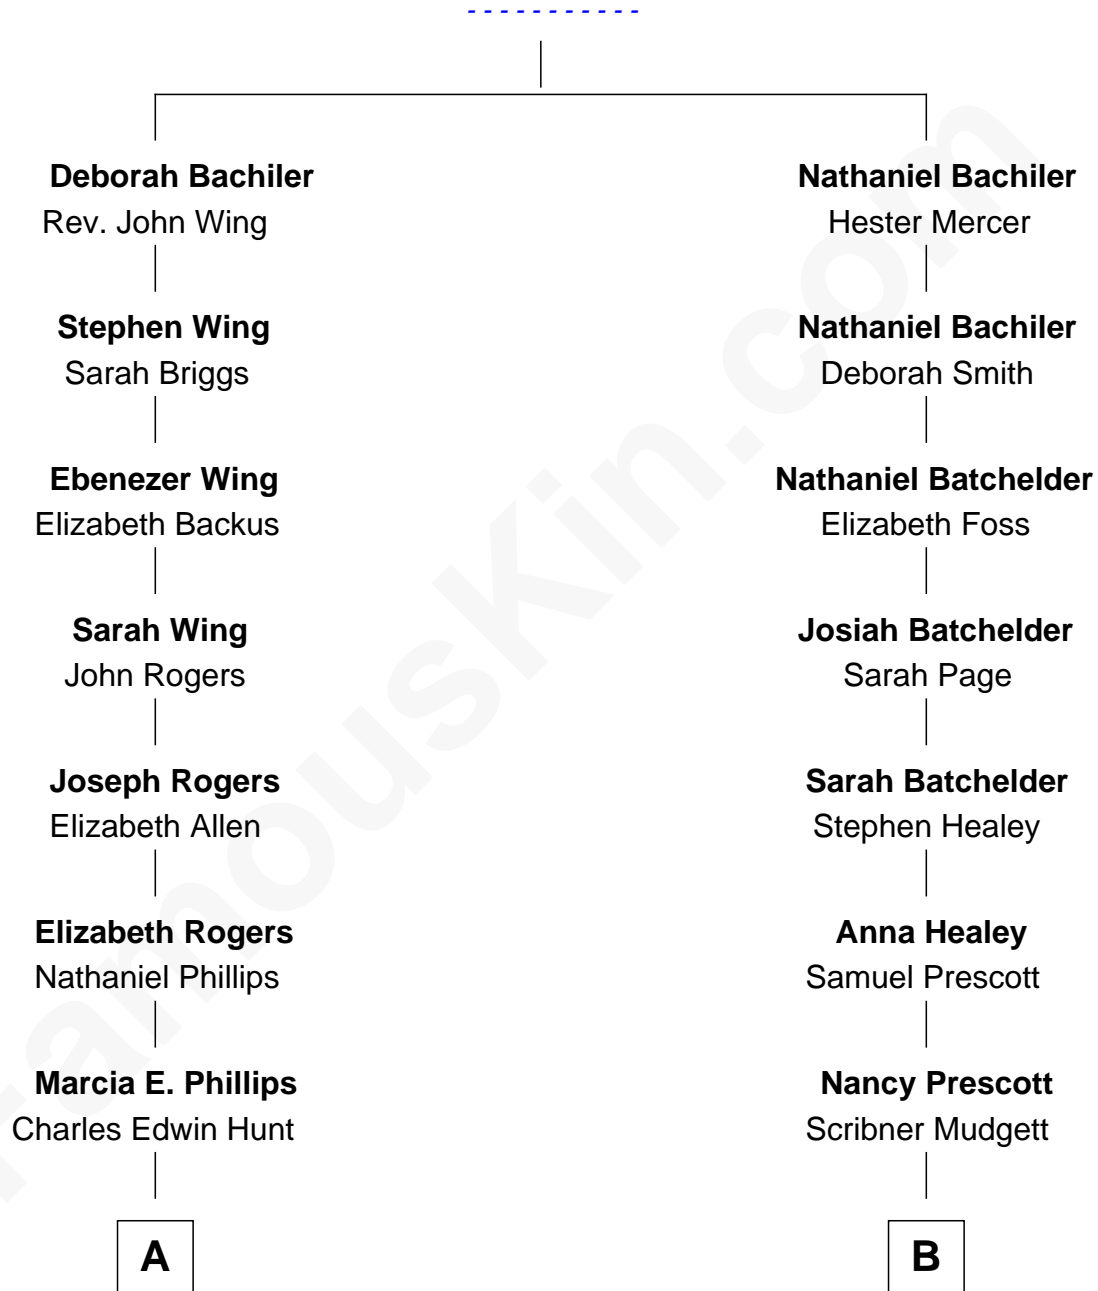 - - - - - - - - - - -
Deborah Bachiler
Rev. John Wing
Nathaniel Bachiler
Hester Mercer
Stephen Wing
Sarah Briggs
Nathaniel Bachiler
Deborah Smith
Ebenezer Wing
Elizabeth Backus
Nathaniel Batchelder
Elizabeth Foss
Sarah Wing
John Rogers
Josiah Batchelder
Sarah Page
Joseph Rogers
Elizabeth Allen
Sarah Batchelder
Stephen Healey
Elizabeth Rogers
Nathaniel Phillips
Anna Healey
Samuel Prescott
Marcia E. Phillips
Charles Edwin Hunt
Nancy Prescott
Scribner Mudgett
A
B
FamousKin.com